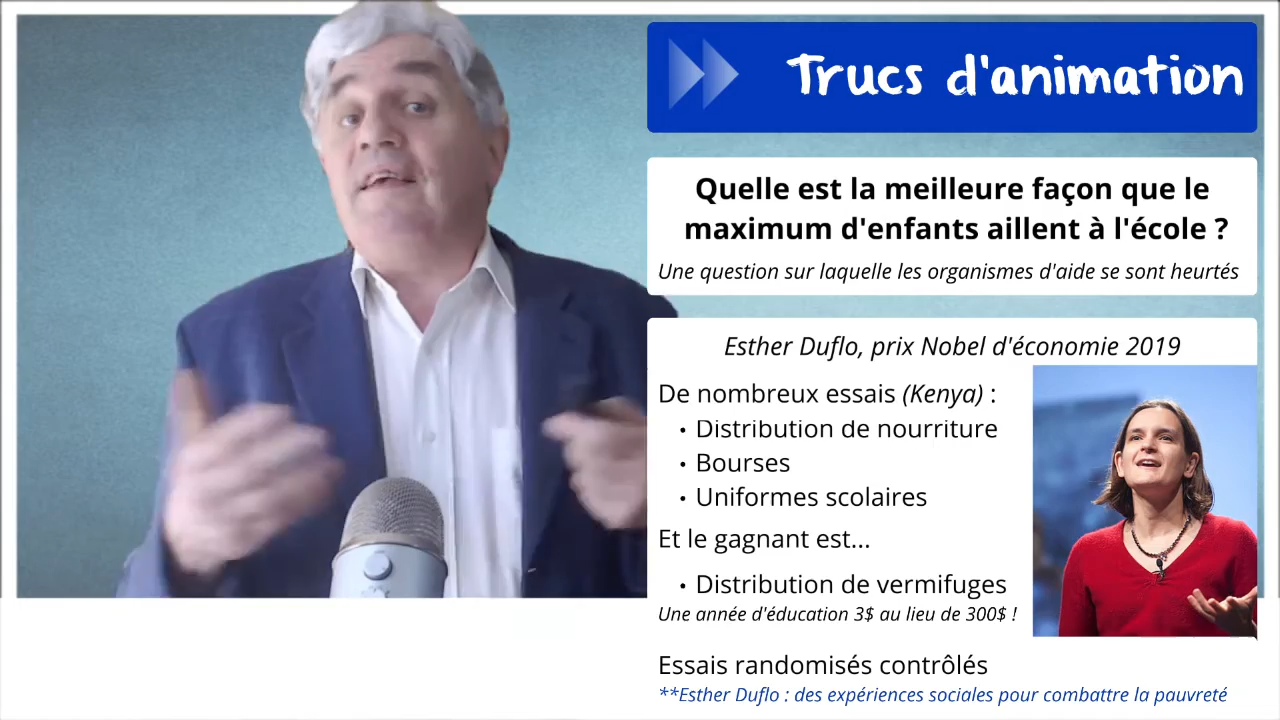 Trucs d'animation
Quelle est la meilleure façon que le
maximum d'enfants aillent à l'école ?
Une question sur laquelle les organismes d'aide se sont heurtés
Esther Duflo, prix Nobel d'économie 2019
De nombreux essais (Kenya) :
• Distribution de nourriture
• Bourses
• Uniformes scolaires
Et le gagnant est...
• Distribution de vermifuges
Une année d'éducation 3$ au lieu de 300$ !
Essais randomisés contrôlés
**Esther Duflo : des expériences sociales pour combattre la pauvreté